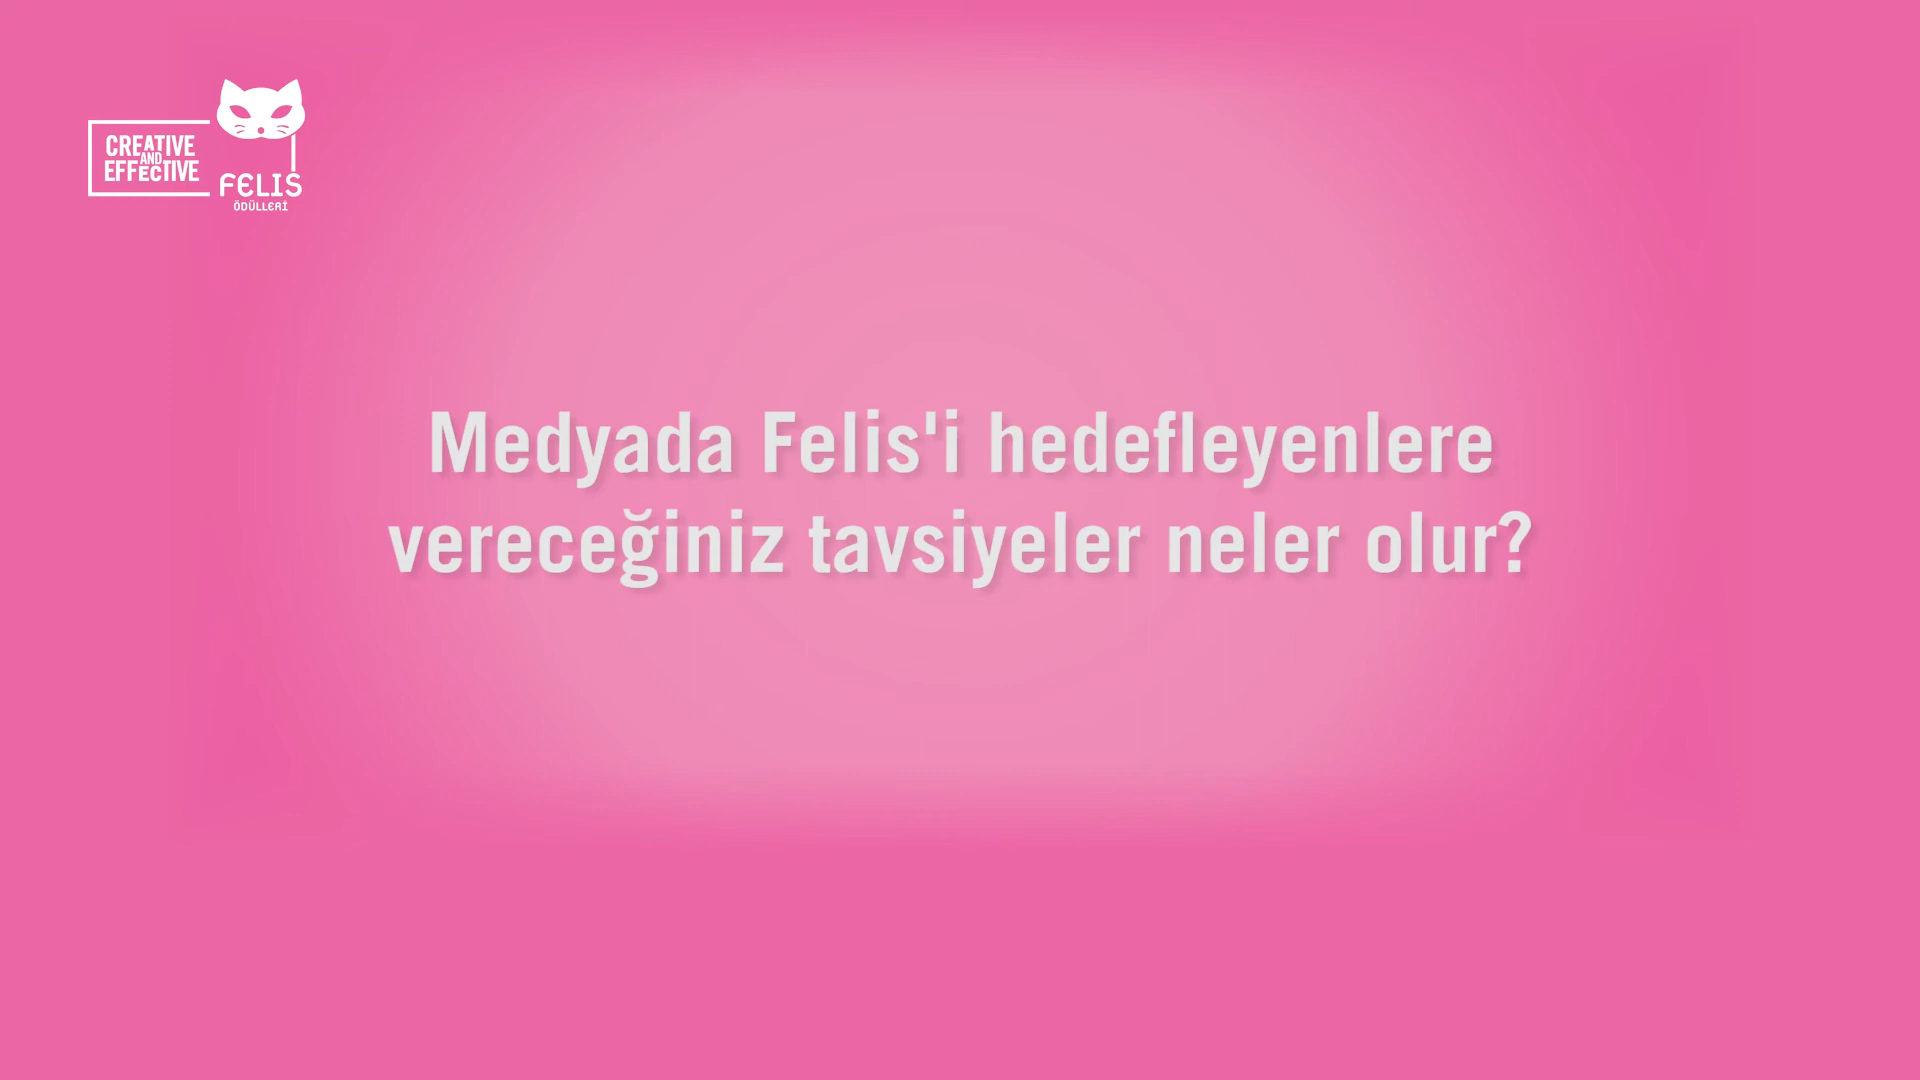 CREATIVE
AND
EFFECTIVE
FELIS
ÖDÜLLERİ
Medyada Felis'i hedefleyenlere
vereceğiniz tavsiyeler neler olur?